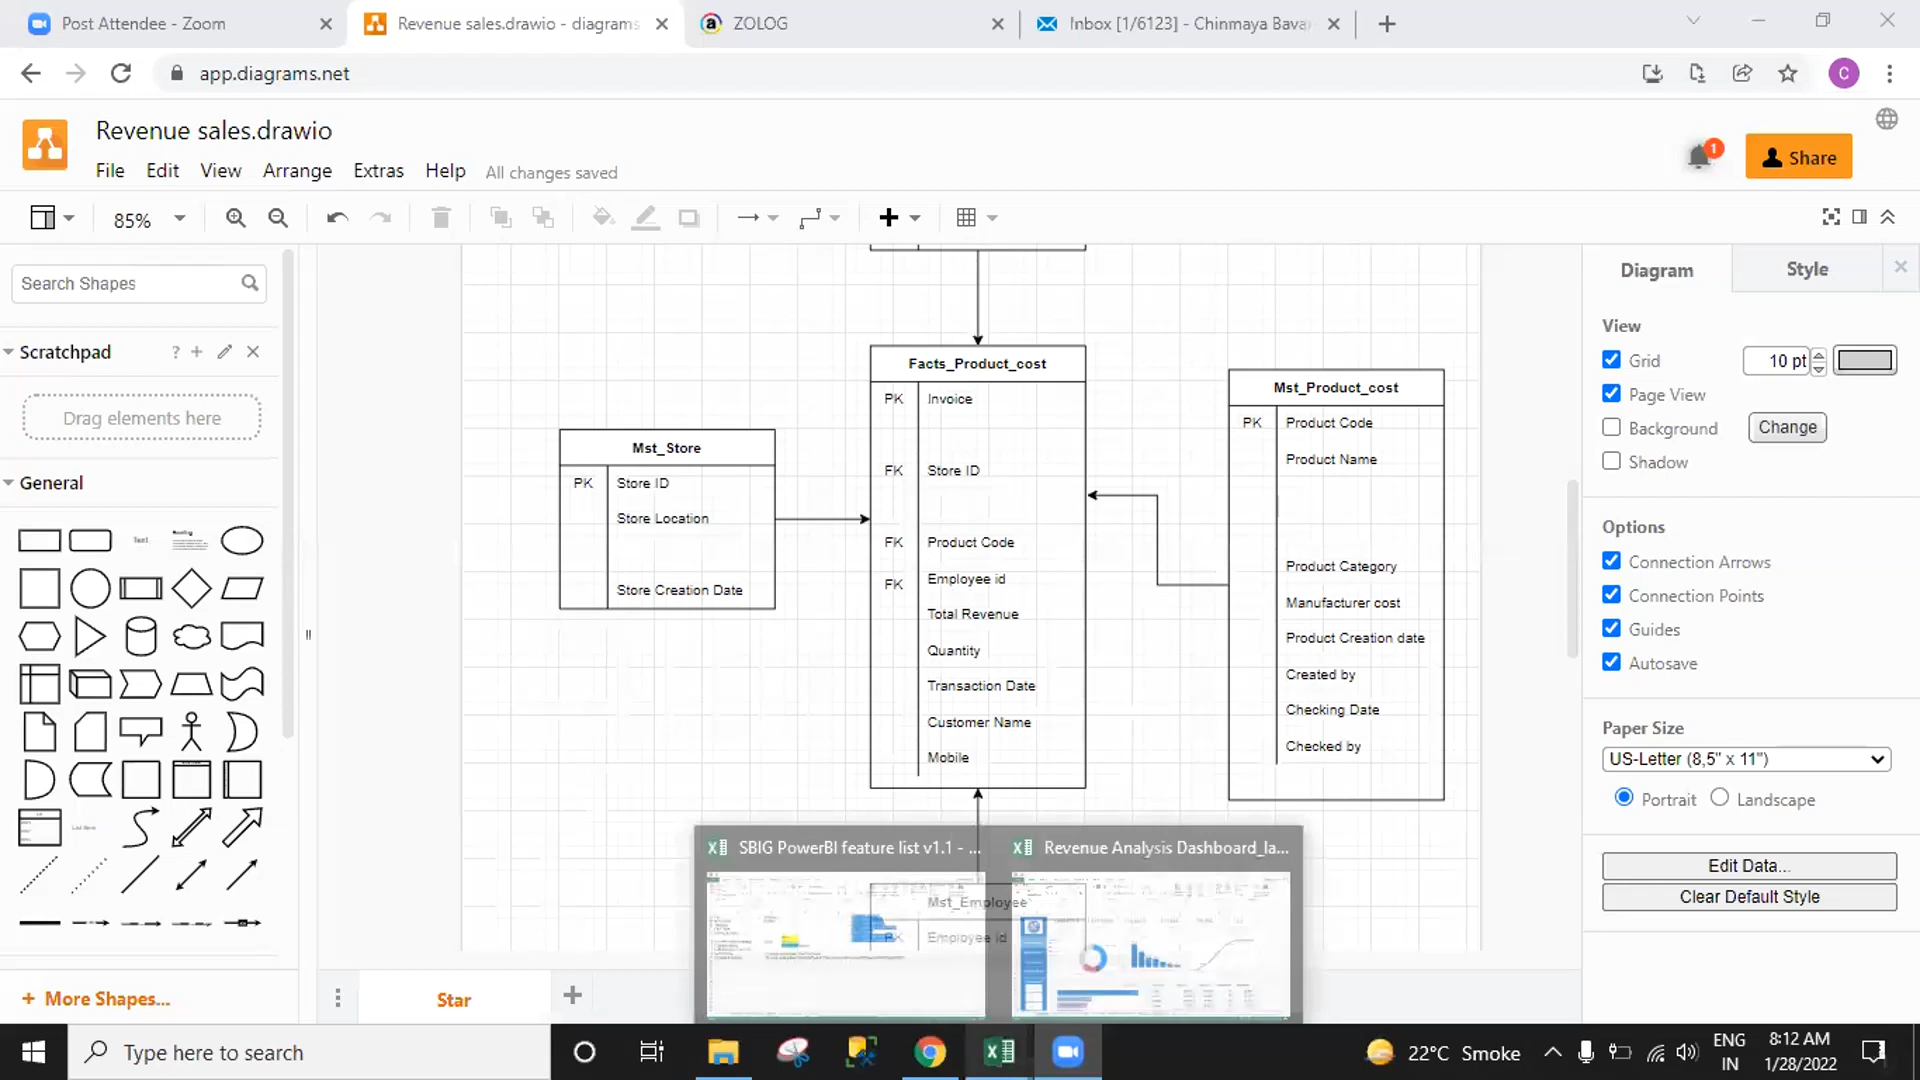 Post Attendee - Zoom
Revenue sales.drawio - diagrams
ZOLOG
Inbox [1/6123] - Chinmaya Bava
app.diagrams.net
C
Revenue sales.drawio
File Edit View Arrange Extras Help All changes saved
1
Share
85%
Search Shapes
Scratchpad
?
Drag elements here
General
Text
Heading
List Item
+ More Shapes...
Facts_Product_cost
PK Invoice
FK Store ID
FK Product Code
FK Employee id
Total Revenue
Quantity
Transaction Date
Customer Name
Mobile
Mst_Store
PK Store ID
Store Location
Store Creation Date
Mst_Product_cost
PK Product Code
Product Name
Product Category
Manufacturer cost
Product Creation date
Created by
Checking Date
Checked by
SBIG PowerBI feature list v1.1 - ...
Revenue Analysis Dashboard_la...
Mst_Employee
PK Employee id
Star
Diagram
Style
View
Grid
10 pt
Page View
Background
Change
Shadow
Options
Connection Arrows
Connection Points
Guides
Autosave
Paper Size
US-Letter (8,5" x 11")
Portrait
Landscape
Edit Data...
Clear Default Style
Type here to search
22°C Smoke
ENG
IN
8:12 AM
1/28/2022